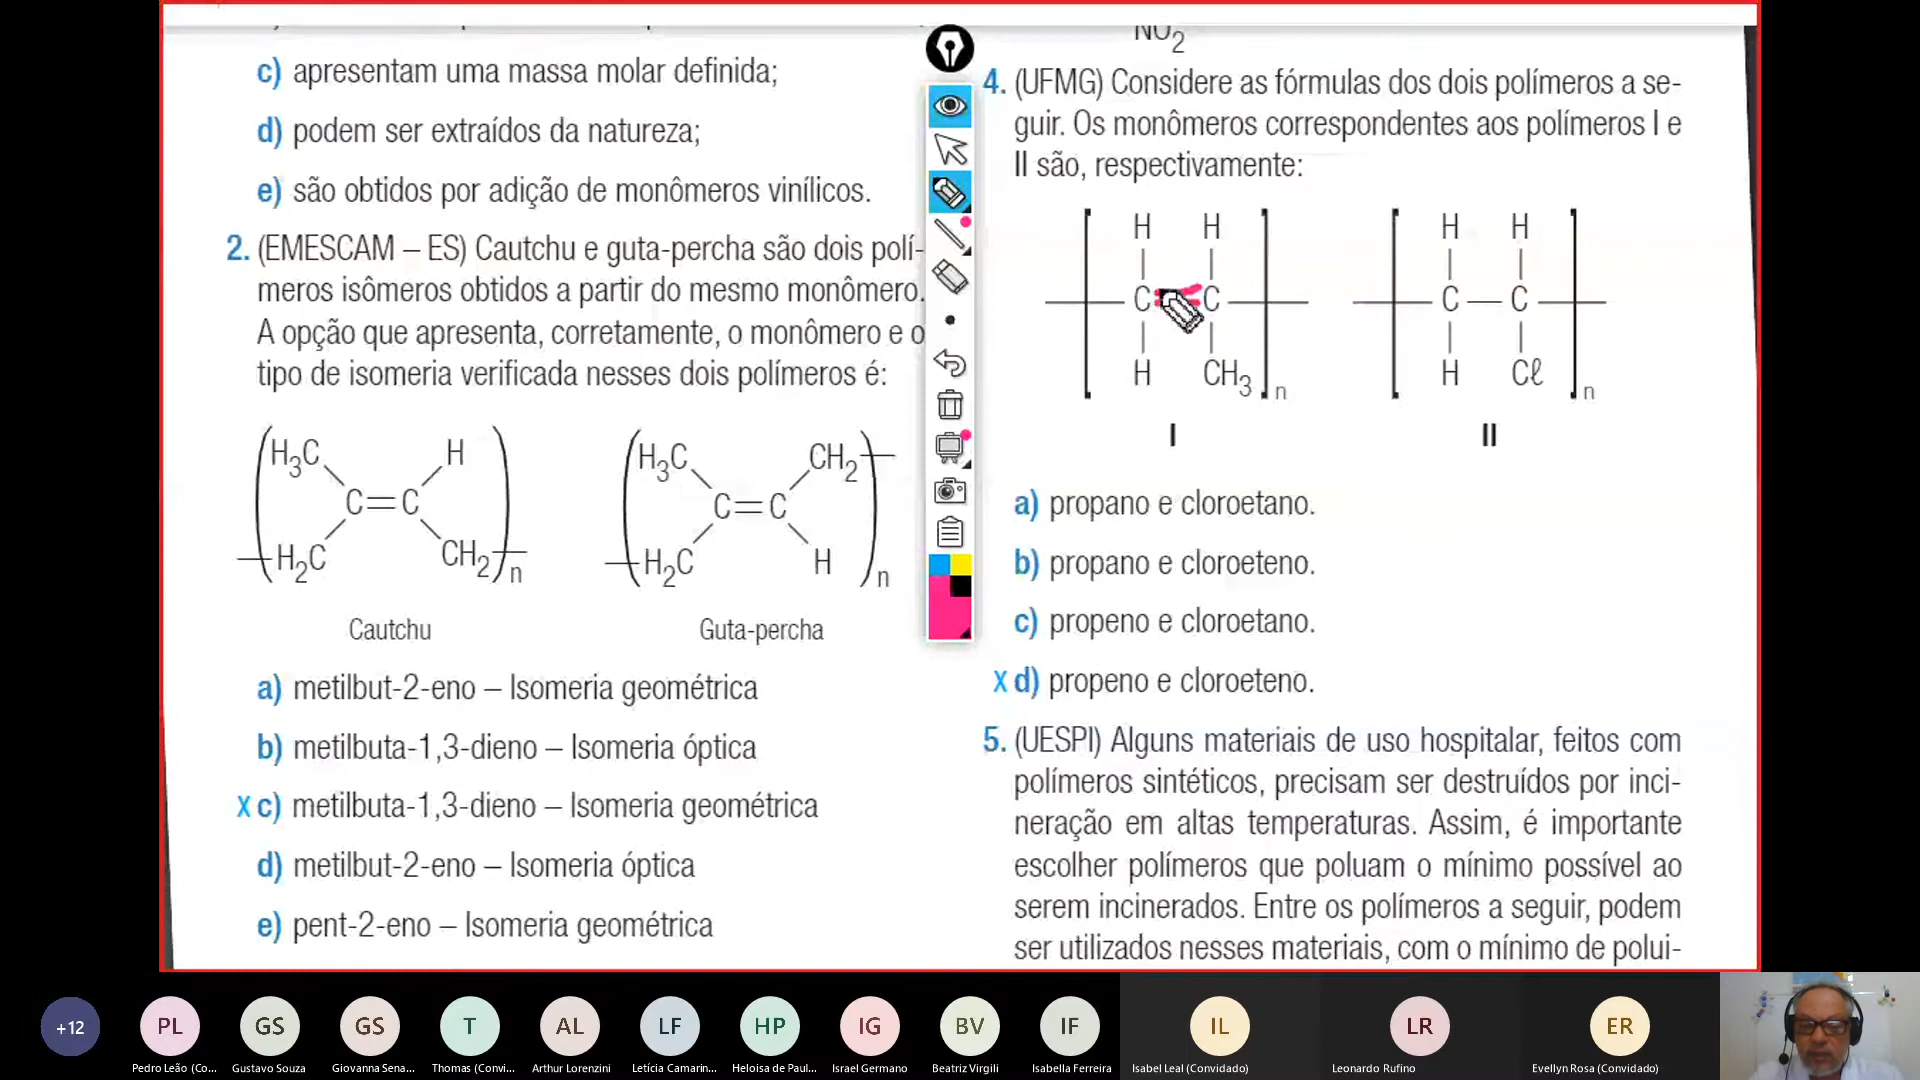 c) apresentam uma massa molar definida;
d) podem ser extraídos da natureza;
e) são obtidos por adição de monômeros vinílicos.
2. (EMESCAM – ES) Cautchu e guta-percha são dois polí-
meros isômeros obtidos a partir do mesmo monômero.
A opção que apresenta, corretamente, o monômero e o
tipo de isomeria verificada nesses dois polímeros é:
H3C H
C=C
H2C CH2 n
Cautchu
H3C CH2
C=C
H2C H n
Guta-percha
a) metilbut-2-eno – Isomeria geométrica
b) metilbuta-1,3-dieno – Isomeria óptica
X c) metilbuta-1,3-dieno – Isomeria geométrica
d) metilbut-2-eno – Isomeria óptica
e) pent-2-eno – Isomeria geométrica
NO2
4. (UFMG) Considere as fórmulas dos dois polímeros a se-
guir. Os monômeros correspondentes aos polímeros I e
II são, respectivamente:
H H
C C
H CH3 n
I
H H
C — C
H Cℓ n
II
a) propano e cloroetano.
b) propano e cloroeteno.
c) propeno e cloroetano.
X d) propeno e cloroeteno.
5. (UESPI) Alguns materiais de uso hospitalar, feitos com
polímeros sintéticos, precisam ser destruídos por inci-
neração em altas temperaturas. Assim, é importante
escolher polímeros que poluam o mínimo possível ao
serem incinerados. Entre os polímeros a seguir, podem
ser utilizados nesses materiais, com o mínimo de polui-
+12 PL GS GS T AL LF HP IG BV IF IL LR ER
Pedro Leão (Co... Gustavo Souza Giovanna Sena... Thomas (Convi... Arthur Lorenzini Letícia Camarin... Heloisa de Paul... Israel Germano Beatriz Virgili Isabella Ferreira Isabel Leal (Convidado) Leonardo Rufino Evellyn Rosa (Convidado)